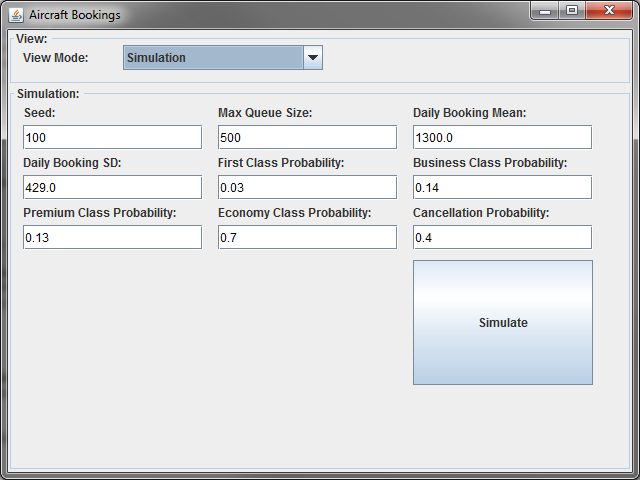 Aircraft Bookings
View:
View Mode: Simulation
Simulation:
Seed: Max Queue Size: Daily Booking Mean:
100 500 1300.0
Daily Booking SD: First Class Probability: Business Class Probability:
429.0 0.03 0.14
Premium Class Probability: Economy Class Probability: Cancellation Probability:
0.13 0.7 0.4
Simulate